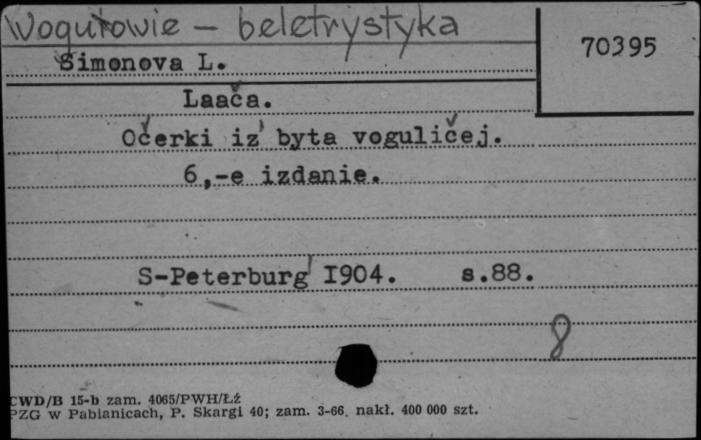 Wogułowie – beletrystyka
70395
Simonova L.
Laača.
Očerki iz' byta voguličej.
6,-e izdanie.
S-Peterburg' I904. s.88.
8
CWD/B 15-b zam. 4065/PWH/Łź
PZG w Pabianicach, P. Skargi 40; zam. 3-66. nakł. 400 000 szt.